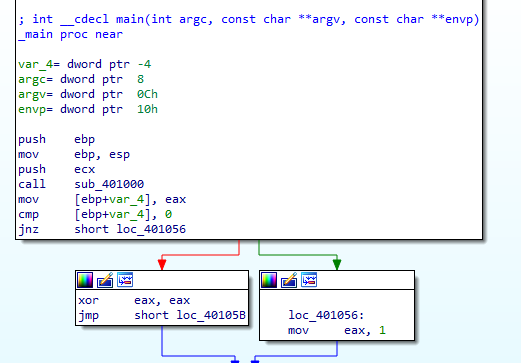 ; int __cdecl main(int argc, const char **argv, const char **envp)
_main proc near
var_4= dword ptr -4
argc= dword ptr  8
argv= dword ptr  0Ch
envp= dword ptr  10h
push    ebp
mov     ebp, esp
push    ecx
call    sub_401000
mov     [ebp+var_4], eax
cmp     [ebp+var_4], 0
jnz     short loc_401056
xor     eax, eax
jmp     short loc_40105B
loc_401056:
mov     eax, 1